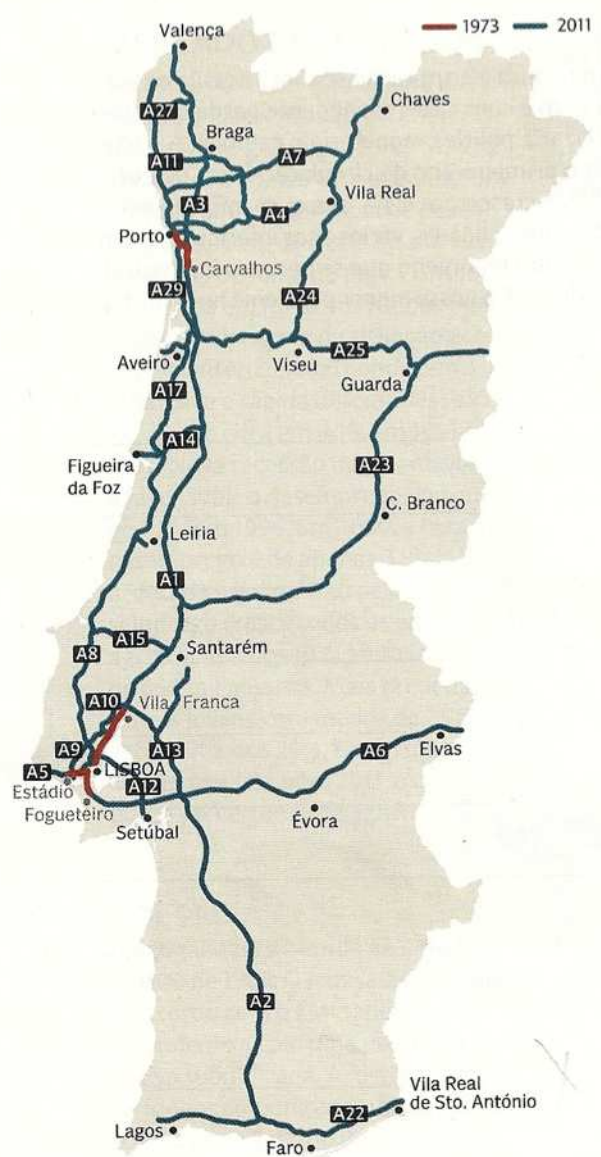 1973
2011
Valença
Chaves
A27
Braga
A7
A11
Vila Real
A3
A4
Porto
Carvalhos
A29
A24
Aveiro
Viseu
A25
Guarda
A17
A14
Figueira
da Foz
A23
C. Branco
Leiria
A1
A15
A8
Santarém
A10
Vila Franca
A9
A13
A6
Elvas
A5
LISBOA
Estádio
A12
Fogueteiro
Setúbal
Évora
A2
Vila Real
de Sto. António
A22
Lagos
Faro